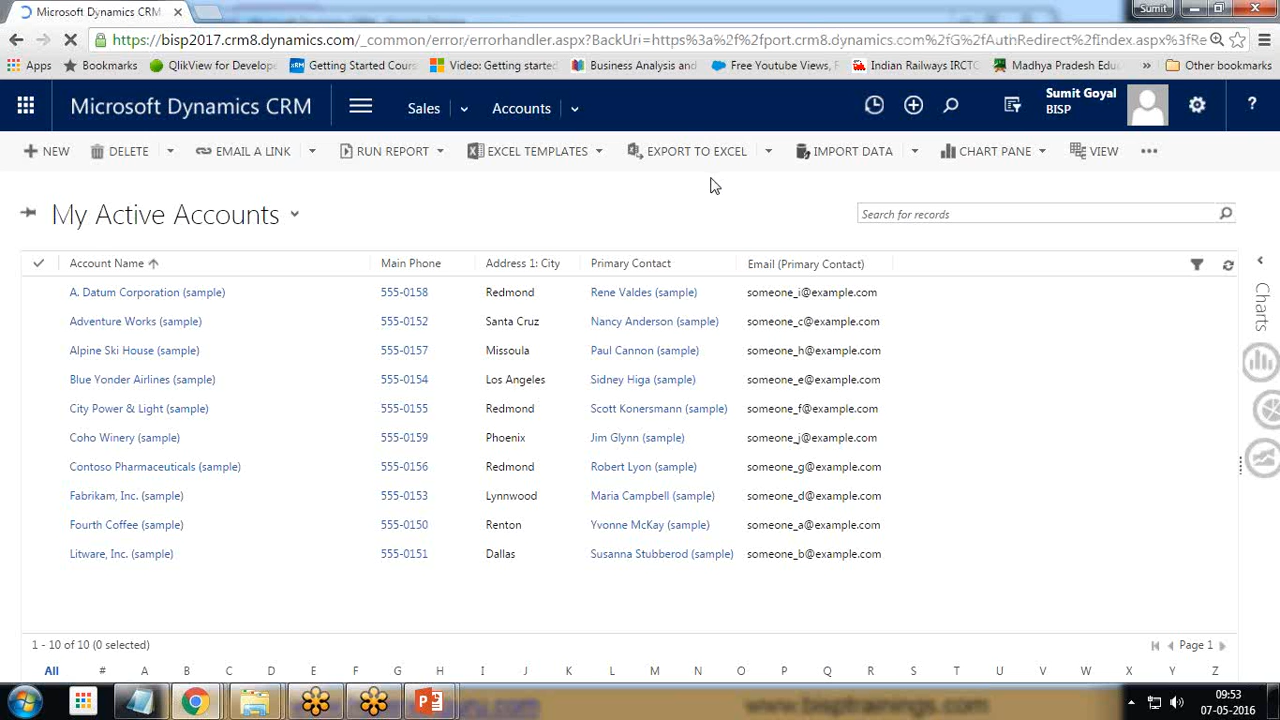 Microsoft Dynamics CRM
Sumit
https://bisp2017.crm8.dynamics.com/_common/error/errorhandler.aspx?BackUri=https%3a%2f%2fport.crm8.dynamics.com%2fG%2fAuthRedirect%2fIndex.aspx%3fRe
Apps
Bookmarks
QlikView for Develope
Getting Started Cours
Video: Getting started
Business Analysis and
Free Youtube Views, F
Indian Railways IRCTC
Madhya Pradesh Edu
»
Other bookmarks
Microsoft Dynamics CRM
Sales
Accounts
Sumit Goyal
BISP
?
NEW
DELETE
EMAIL A LINK
RUN REPORT
EXCEL TEMPLATES
EXPORT TO EXCEL
IMPORT DATA
CHART PANE
VIEW
•••
My Active Accounts
Search for records
Account Name Main Phone Address 1: City Primary Contact Email (Primary Contact)
A. Datum Corporation (sample) 555-0158 Redmond Rene Valdes (sample) someone_i@example.com
Adventure Works (sample) 555-0152 Santa Cruz Nancy Anderson (sample) someone_c@example.com
Alpine Ski House (sample) 555-0157 Missoula Paul Cannon (sample) someone_h@example.com
Blue Yonder Airlines (sample) 555-0154 Los Angeles Sidney Higa (sample) someone_e@example.com
City Power & Light (sample) 555-0155 Redmond Scott Konersmann (sample) someone_f@example.com
Coho Winery (sample) 555-0159 Phoenix Jim Glynn (sample) someone_j@example.com
Contoso Pharmaceuticals (sample) 555-0156 Redmond Robert Lyon (sample) someone_g@example.com
Fabrikam, Inc. (sample) 555-0153 Lynnwood Maria Campbell (sample) someone_d@example.com
Fourth Coffee (sample) 555-0150 Renton Yvonne McKay (sample) someone_a@example.com
Litware, Inc. (sample) 555-0151 Dallas Susanna Stubberod (sample) someone_b@example.com
Charts
1 - 10 of 10 (0 selected)
Page 1
All # A B C D E F G H I J K L M N O P Q R S T U V W X Y Z
www.bisptrainings.com
09:53
07-05-2016